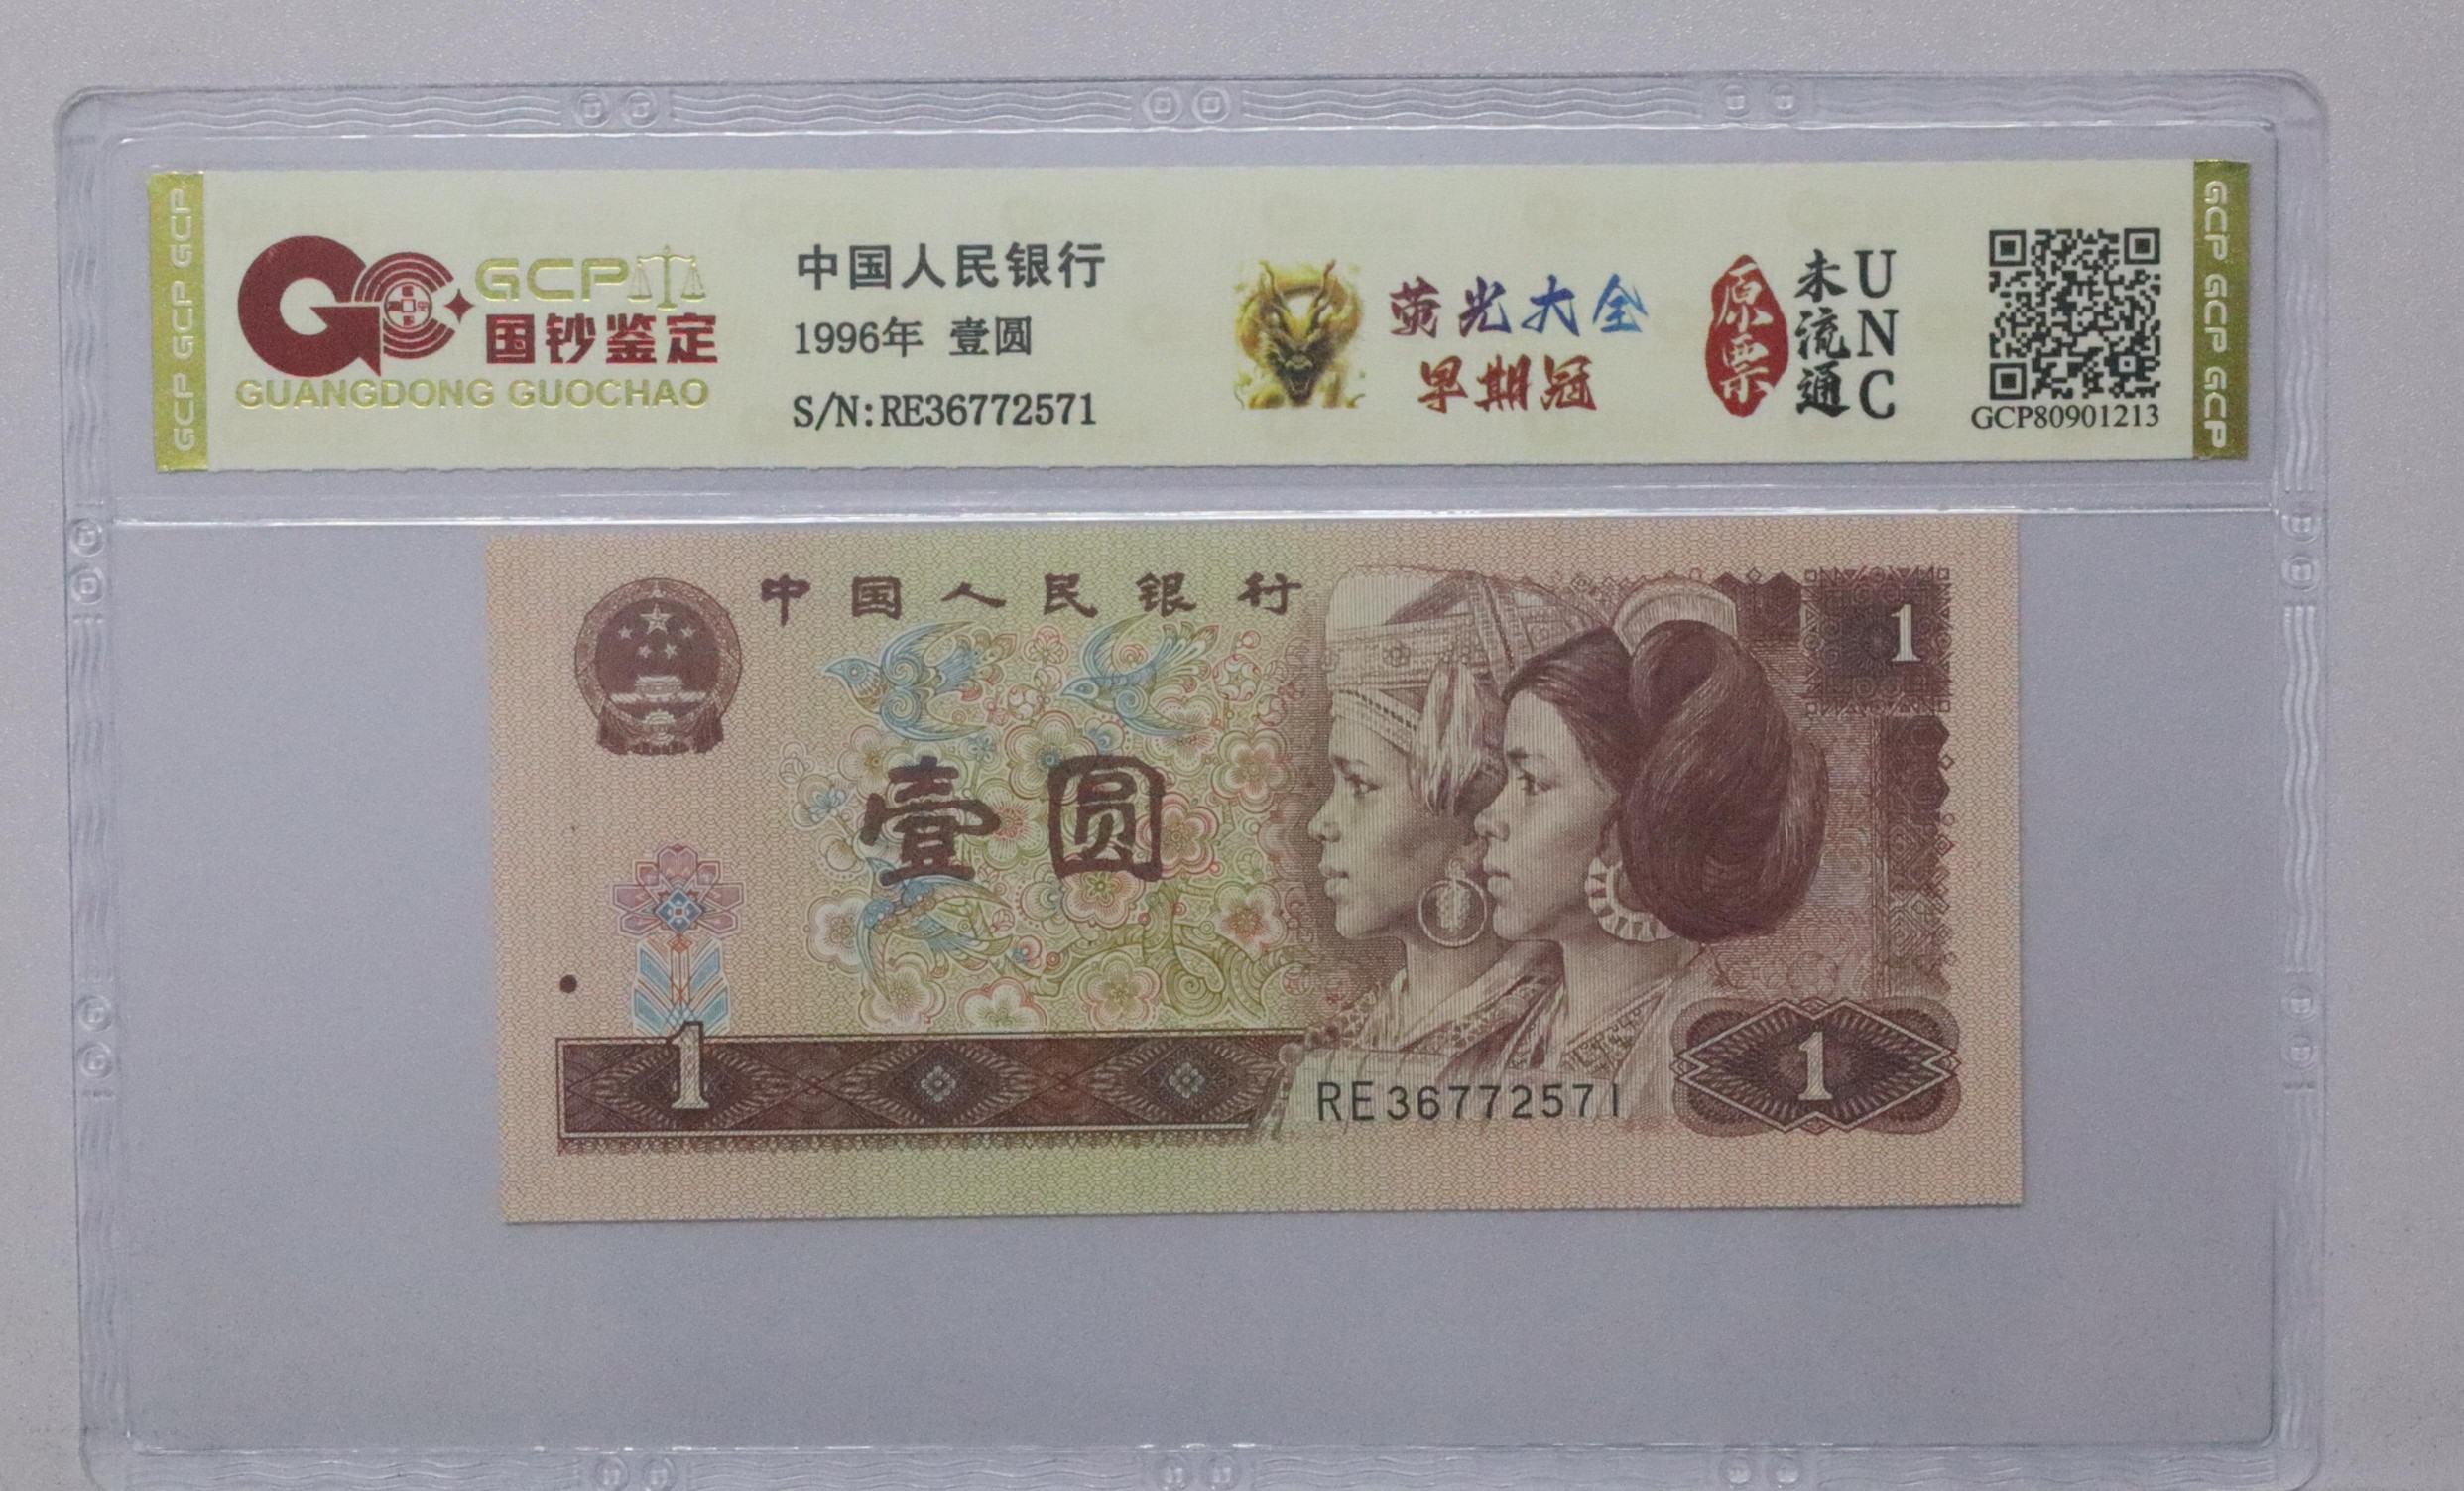 GCP GCP GCP
GCP
国钞鉴定
GUANGDONG GUOCHAO
中国人民银行
1996年 壹圆
S/N:RE36772571
荧光大全
早期冠
原票
未流通
UNC
GCP80901213
GCP GCP GCP GCP
中国人民银行
1
壹圆
1
RE36772571
1